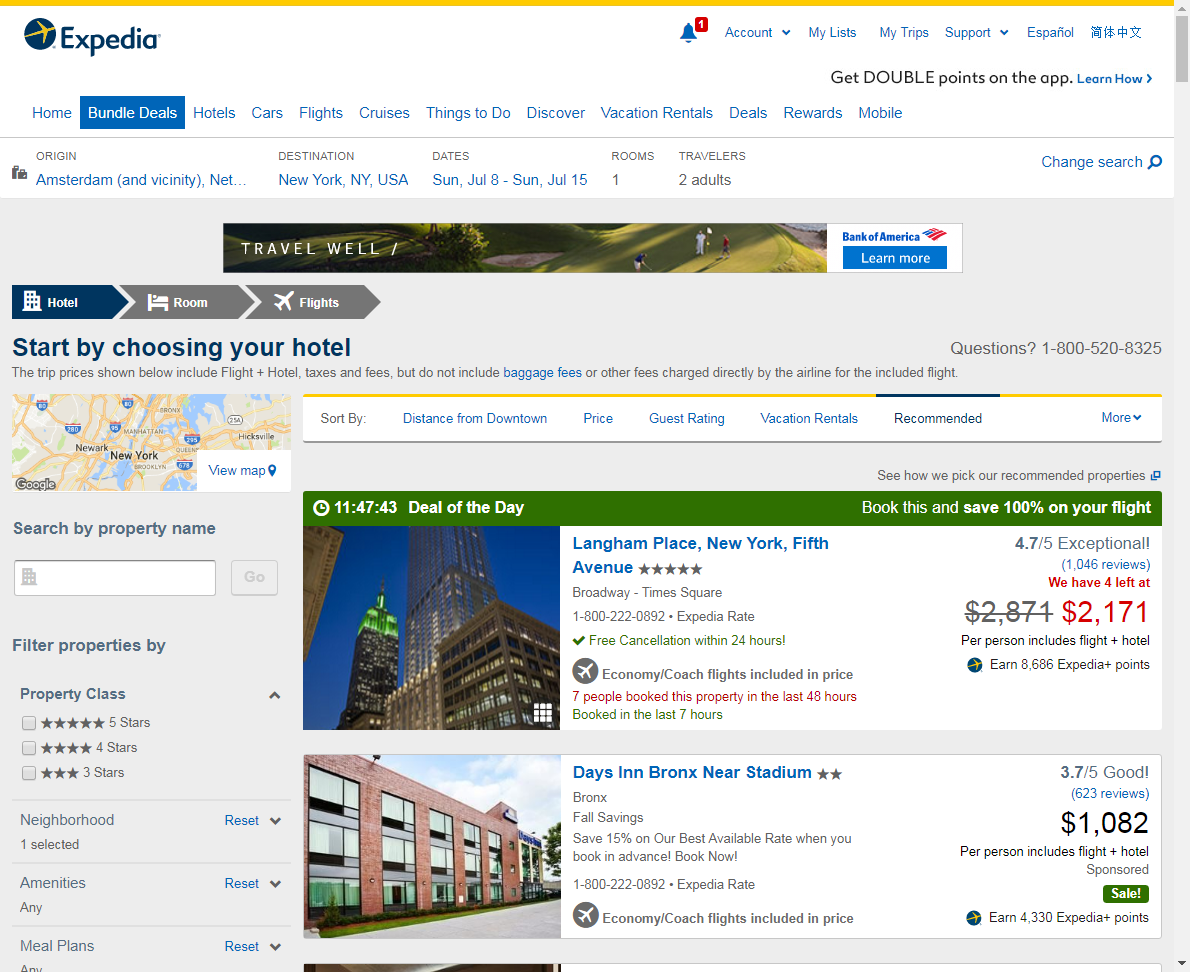 Expedia
1
Account
My Lists
My Trips
Support
Español
简体中文
Get DOUBLE points on the app. Learn How
Home
Bundle Deals
Hotels
Cars
Flights
Cruises
Things to Do
Discover
Vacation Rentals
Deals
Rewards
Mobile
ORIGIN
Amsterdam (and vicinity), Net...
DESTINATION
New York, NY, USA
DATES
Sun, Jul 8 - Sun, Jul 15
ROOMS
1
TRAVELERS
2 adults
Change search
TRAVEL WELL /
Bank of America
Learn more
Hotel
Room
Flights
Start by choosing your hotel
Questions? 1-800-520-8325
The trip prices shown below include Flight + Hotel, taxes and fees, but do not include baggage fees or other fees charged directly by the airline for the included flight.
BRONX
MANHATTAN
Newark
New York
QUEENS
BROOKLYN
Hicksville
80
80
280
95
295
678
25A
Google
View map
Sort By:
Distance from Downtown
Price
Guest Rating
Vacation Rentals
Recommended
More
See how we pick our recommended properties
Search by property name
Go
Filter properties by
Property Class
★★★★★ 5 Stars
★★★★ 4 Stars
★★★ 3 Stars
Neighborhood
Reset
1 selected
Amenities
Reset
Any
Meal Plans
Reset
Any
11:47:43 Deal of the Day
Book this and save 100% on your flight
Langham Place, New York, Fifth
Avenue ★★★★★
Broadway - Times Square
1-800-222-0892 • Expedia Rate
Free Cancellation within 24 hours!
Economy/Coach flights included in price
7 people booked this property in the last 48 hours
Booked in the last 7 hours
4.7/5 Exceptional!
(1,046 reviews)
We have 4 left at
$2,871 $2,171
Per person includes flight + hotel
Earn 8,686 Expedia+ points
Days Inn
Days Inn Bronx Near Stadium ★★
Bronx
Fall Savings
Save 15% on Our Best Available Rate when you
book in advance! Book Now!
1-800-222-0892 • Expedia Rate
Economy/Coach flights included in price
3.7/5 Good!
(623 reviews)
$1,082
Per person includes flight + hotel
Sponsored
Sale!
Earn 4,330 Expedia+ points